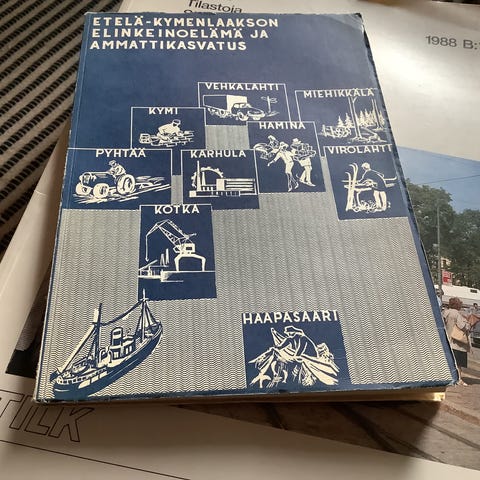 Tilastoja
1988 B:
ETELÄ-KYMENLAAKSON
ELINKEINOELÄMÄ JA
AMMATTIKASVATUS
VEHKALAHTI
MIEHIKKÄLÄ
KYMI
HAMINA
PYHTÄÄ
KARHULA
VIROLAHTI
KOTKA
HAAPASAARI
TILK